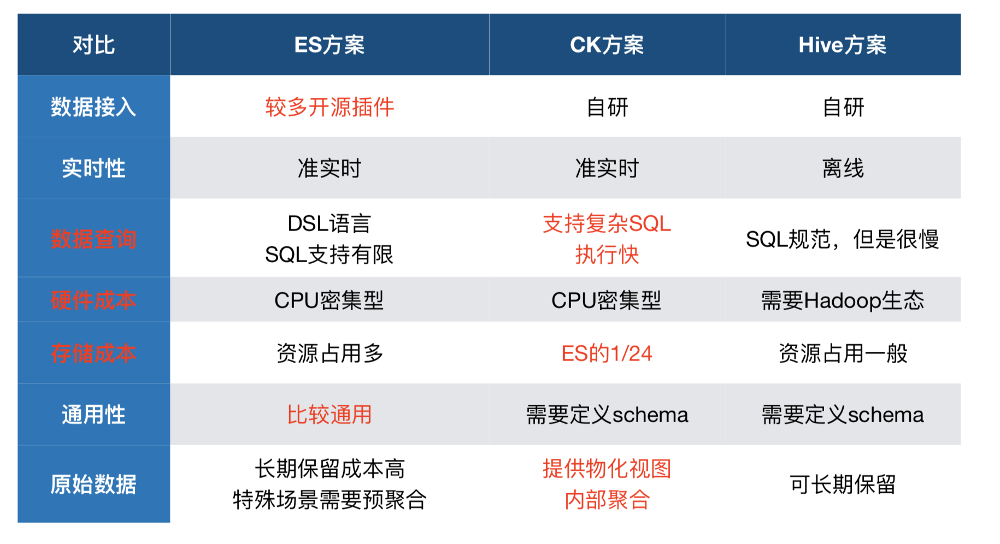 对比
ES方案
CK方案
Hive方案
数据接入
较多开源插件
自研
自研
实时性
准实时
准实时
离线
数据查询
DSL语言
SQL支持有限
支持复杂SQL
执行快
SQL规范，但是很慢
硬件成本
CPU密集型
CPU密集型
需要Hadoop生态
存储成本
资源占用多
ES的1/24
资源占用一般
通用性
比较通用
需要定义schema
需要定义schema
原始数据
长期保留成本高
特殊场景需要预聚合
提供物化视图
内部聚合
可长期保留